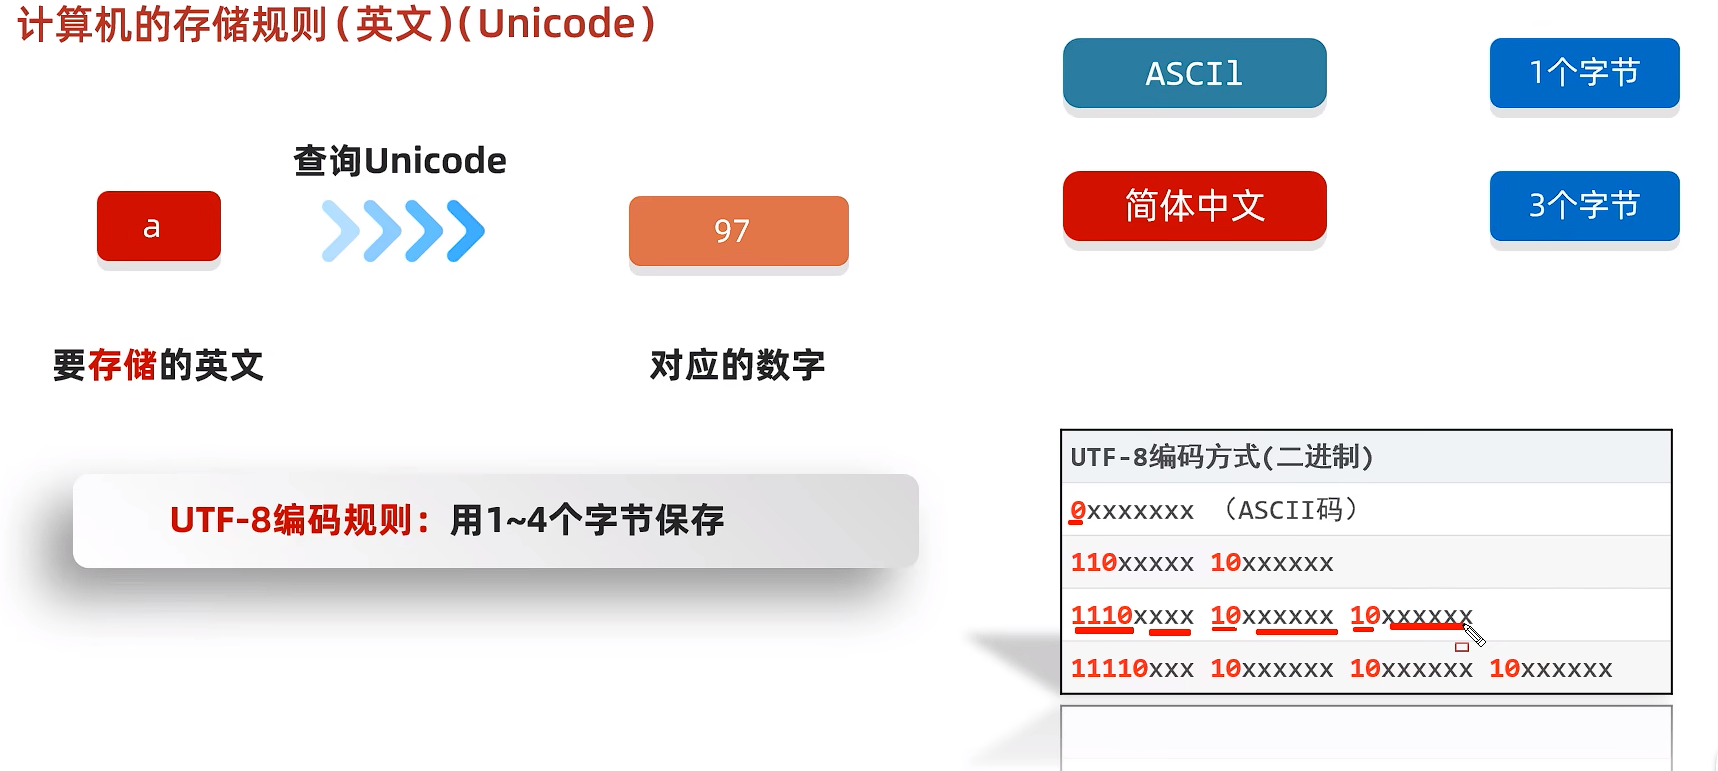 计算机的存储规则(英文)(Unicode)
ASCIl
1个字节
查询Unicode
a
97
简体中文
3个字节
要存储的英文
对应的数字
UTF-8编码规则：用1~4个字节保存
UTF-8编码方式(二进制)
0xxxxxxx （ASCII码）
110xxxxx 10xxxxxx
1110xxxx 10xxxxxx 10xxxxxx
11110xxx 10xxxxxx 10xxxxxx 10xxxxxx